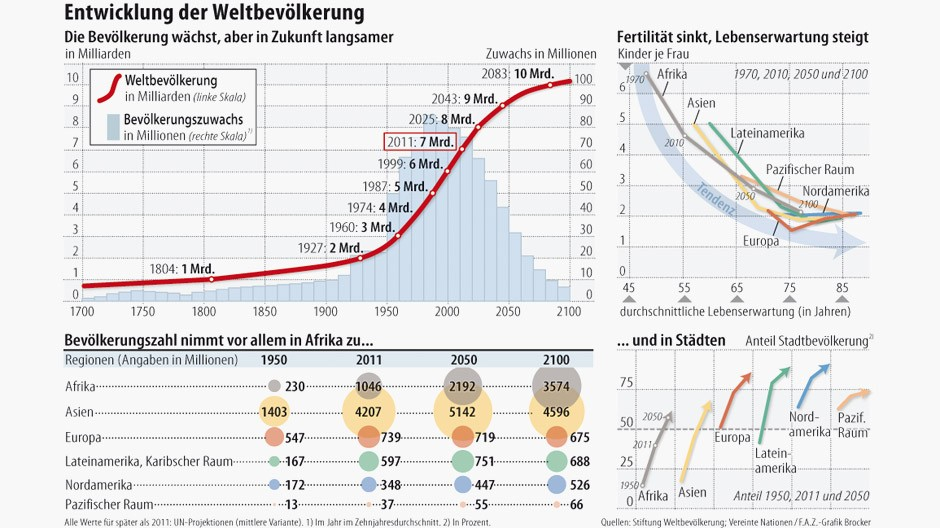 Entwicklung der Weltbevölkerung
Die Bevölkerung wächst, aber in Zukunft langsamer
in Milliarden
Zuwachs in Millionen
Weltbevölkerung
in Milliarden (linke Skala)
Bevölkerungszuwachs
in Millionen (rechte Skala)1)
10
9
8
7
6
5
4
3
2
1
0
100
90
80
70
60
50
40
30
20
10
0
2083: 10 Mrd.
2043: 9 Mrd.
2025: 8 Mrd.
2011: 7 Mrd.
1999: 6 Mrd.
1987: 5 Mrd.
1974: 4 Mrd.
1960: 3 Mrd.
1927: 2 Mrd.
1804: 1 Mrd.
1700 1750 1800 1850 1900 1950 2000 2050 2100
Fertilität sinkt, Lebenserwartung steigt
Kinder je Frau
1970, 2010, 2050 und 2100
6
5
4
3
2
1
0
1970
Afrika
Asien
2010
Lateinamerika
Pazifischer Raum
2050
Nordamerika
2100
Tendenz
Europa
45 55 65 75 85
durchschnittliche Lebenserwartung (in Jahren)
Bevölkerungszahl nimmt vor allem in Afrika zu...
Regionen (Angaben in Millionen) 1950 2011 2050 2100
Afrika 230 1046 2192 3574
Asien 1403 4207 5142 4596
Europa 547 739 719 675
Lateinamerika, Karibscher Raum 167 597 751 688
Nordamerika 172 348 447 526
Pazifischer Raum 13 37 55 66
... und in Städten
Anteil Stadtbevölkerung2)
75
50
25
0
2050
2011
1950
Afrika
Asien
Europa
Latein-
amerika
Nord-
amerika
Pazif.
Raum
Anteil 1950, 2011 und 2050
Alle Werte für später als 2011: UN-Projektionen (mittlere Variante). 1) Im Jahr im Zehnjahresdurchschnitt. 2) In Prozent.
Quellen: Stiftung Weltbevölkerung; Vereinte Nationen / F.A.Z.-Grafik Brocker